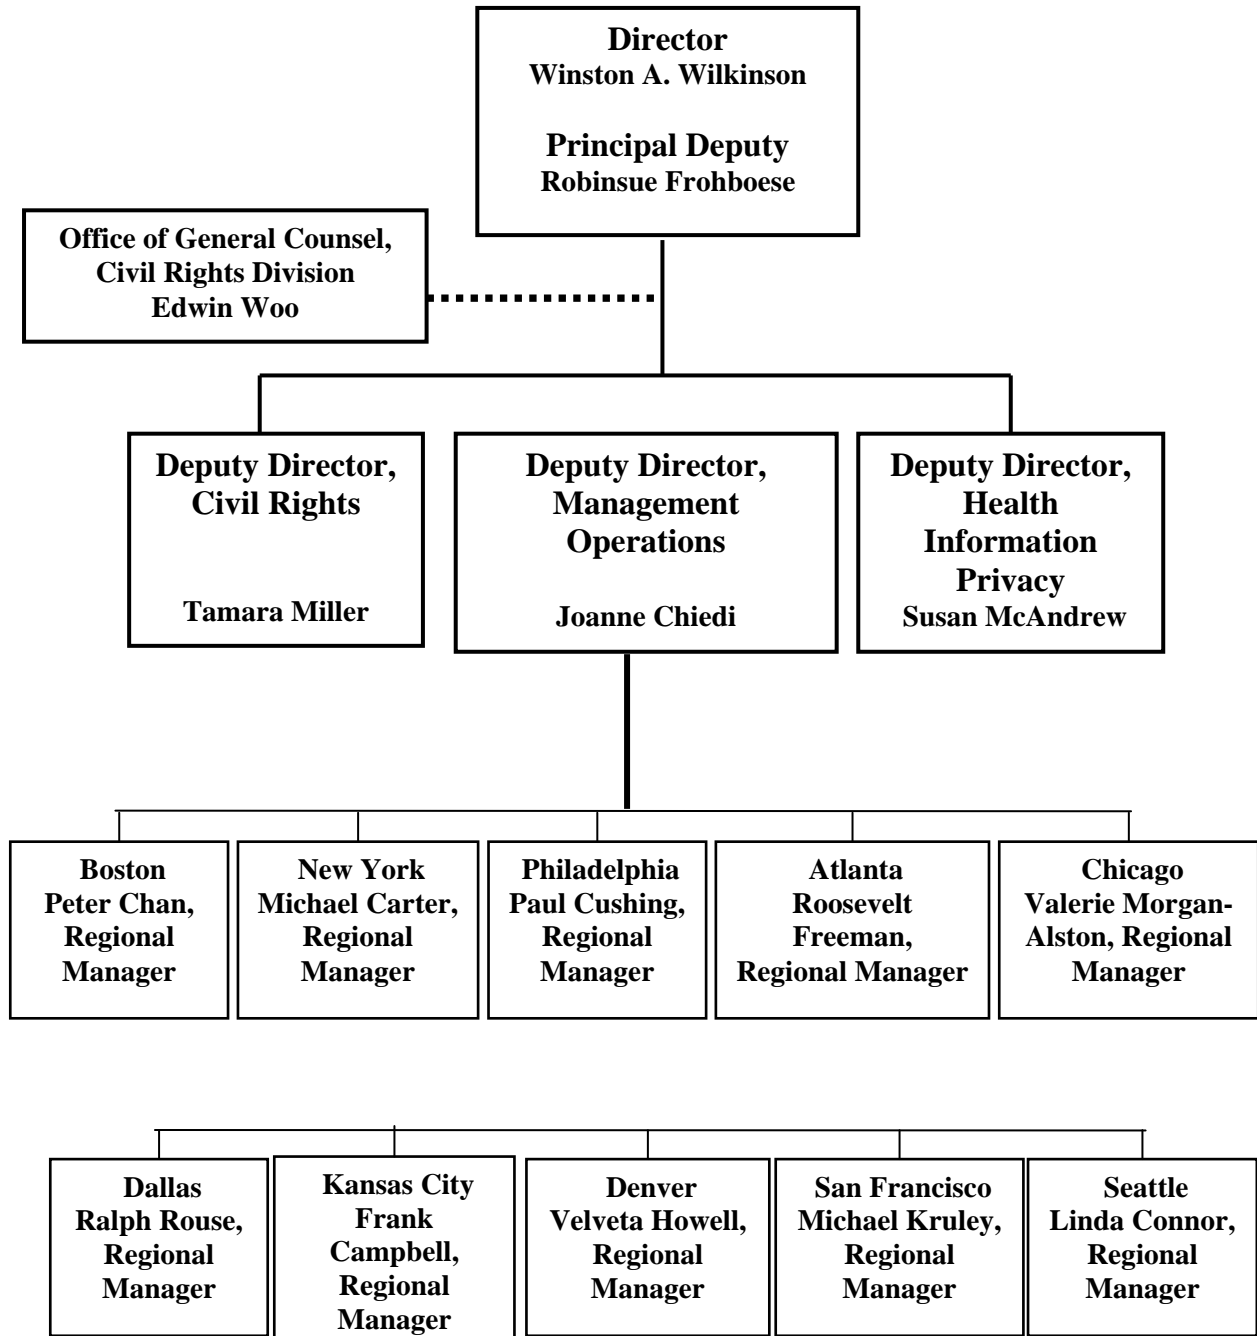 Director
Winston A. Wilkinson
Principal Deputy
Robinsue Frohboese
Office of General Counsel,
Civil Rights Division
Edwin Woo
Deputy Director,
Civil Rights
Tamara Miller
Deputy Director,
Management
Operations
Joanne Chiedi
Deputy Director,
Health
Information
Privacy
Susan McAndrew
Boston
Peter Chan,
Regional
Manager
New York
Michael Carter,
Regional
Manager
Philadelphia
Paul Cushing,
Regional
Manager
Atlanta
Roosevelt
Freeman,
Regional Manager
Chicago
Valerie Morgan-
Alston, Regional
Manager
Dallas
Ralph Rouse,
Regional
Manager
Kansas City
Frank
Campbell,
Regional
Manager
Denver
Velveta Howell,
Regional
Manager
San Francisco
Michael Kruley,
Regional
Manager
Seattle
Linda Connor,
Regional
Manager